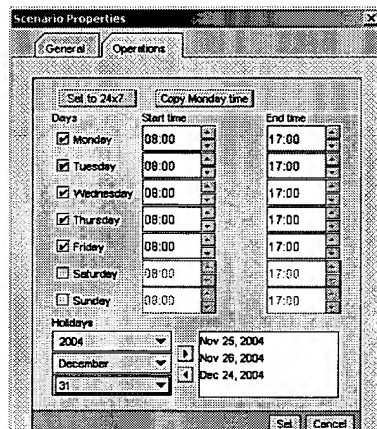 Scenario Properties X
General Operations
Set to 24x7 Copy Monday time
Days Start time End time
Monday 08:00 17:00
Tuesday 08:00 17:00
Wednesday 08:00 17:00
Thursday 08:00 17:00
Friday 08:00 17:00
Saturday 08:00 17:00
Sunday 08:00 17:00
Holidays
2004 Nov 25, 2004
December Nov 26, 2004
31 Dec 24, 2004
Set Cancel